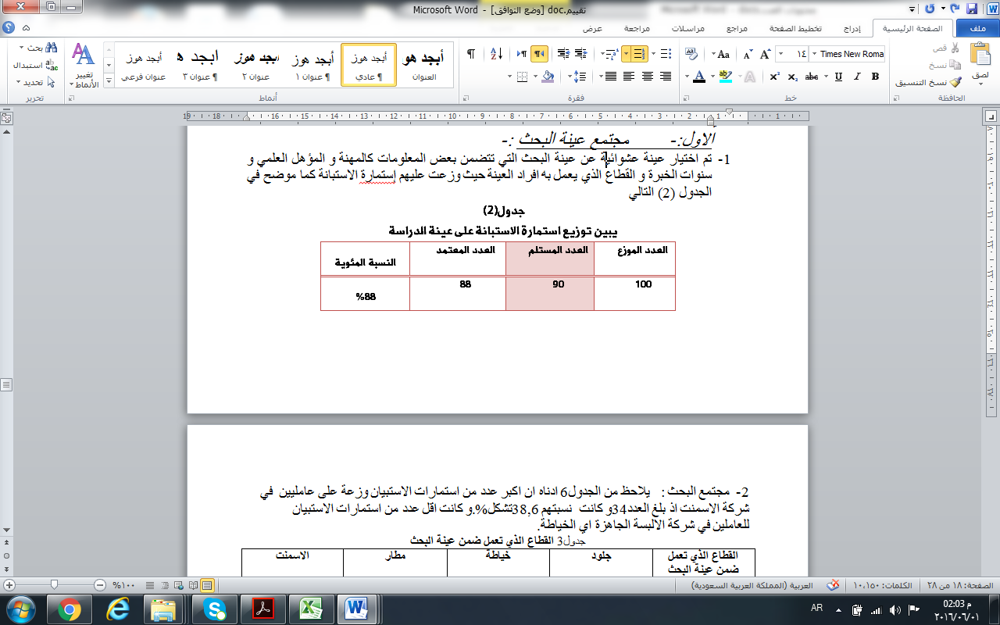 تقييم.doc [وضع التوافق] - Microsoft Word
ملف
الصفحة الرئيسية
إدراج
تخطيط الصفحة
مراجع
مراسلات
مراجعة
عرض
لصق
قص
نسخ
نسخ التنسيق
الحافظة
Times New Roma
١٤
خط
فقرة
أبجد هو
العنوان
أبجد هوز
¶ عادي
أبجد هوز
¶ عنوان ١
أبجد هوز
عنوان ٢
أبجد ه
¶ عنوان ٣
أبجد هوز
عنوان فرعي
أنماط
تغيير الأنماط
بحث
استبدال
تحديد
تحرير
الاول:- مجتمع عينة البحث :-
1- تم اختيار عينة عشوائية عن عينة البحث التي تتضمن بعض المعلومات كالمهنة و المؤهل العلمي و
سنوات الخبرة و القطاع الذي يعمل به افراد العينة حيث وزعت عليهم إستمارة الاستبانة كما موضح في
الجدول (2) التالي
جدول(2)
يبين توزيع استمارة الاستبانة على عينة الدراسة
العدد الموزع العدد المستلم العدد المعتمد النسبة المئوية
100 90 88 88%
2- مجتمع البحث : يلاحظ من الجدول6 ادناه ان اكبر عدد من استمارات الاستبيان وزعة على عامليين في
شركة الاسمنت اذ بلغ العدد34و كانت نسبتهم 38,6تشكل%.و كانت اقل عدد من استمارات الاستبيان
للعاملين في شركة الالبسة الجاهزة اي الخياطة.
جدول3 القطاع الذي تعمل ضمن عينة البحث
القطاع الذي تعمل ضمن عينة البحث جلود خياطة مطار الاسمنت
الصفحة: ١٨ من ٢٨
الكلمات: ١٠،١٥٠
العربية (المملكة العربية السعودية)
١٠٠%
AR
02:03 م
٢٠١٦/٠٦/٠١